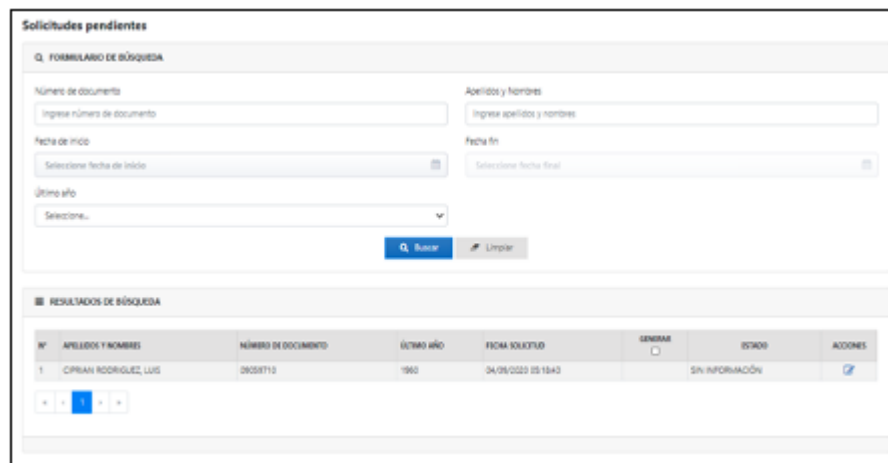 Solicitudes pendientes
FORMULARIO DE BÚSQUEDA
Número de documento Apellidos y Nombres
Ingrese número de documento Ingrese apellidos y nombres
Fecha de inicio Fecha fin
Seleccione fecha de inicio Seleccione fecha final
Último año
Seleccione...
Buscar Limpiar
RESULTADOS DE BÚSQUEDA
N° APELLIDOS Y NOMBRES NÚMERO DE DOCUMENTO ÚLTIMO AÑO FECHA SOLICITUD GENERAR ESTADO ACCIONES
1 CIPRIAN RODRIGUEZ, LUIS 1960 SIN INFORMACIÓN
« ‹ 1 › »